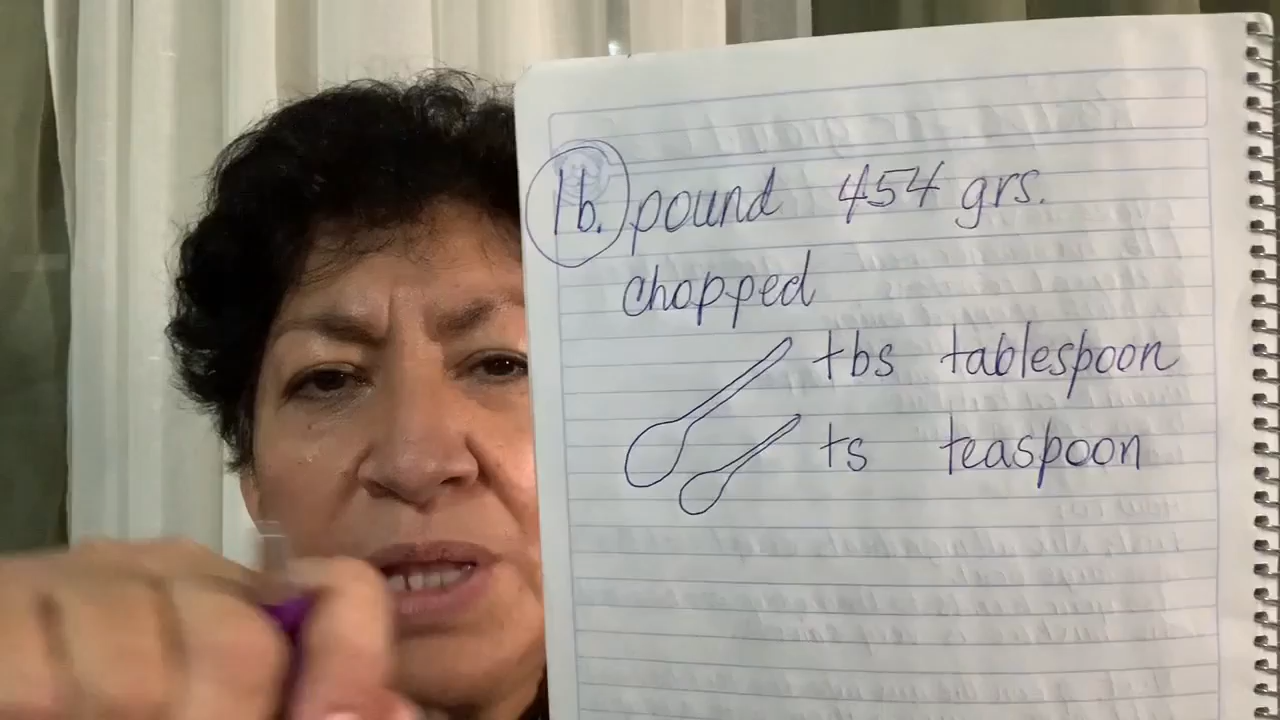 lb. pound 454 grs.
chopped
tbs tablespoon
ts teaspoon